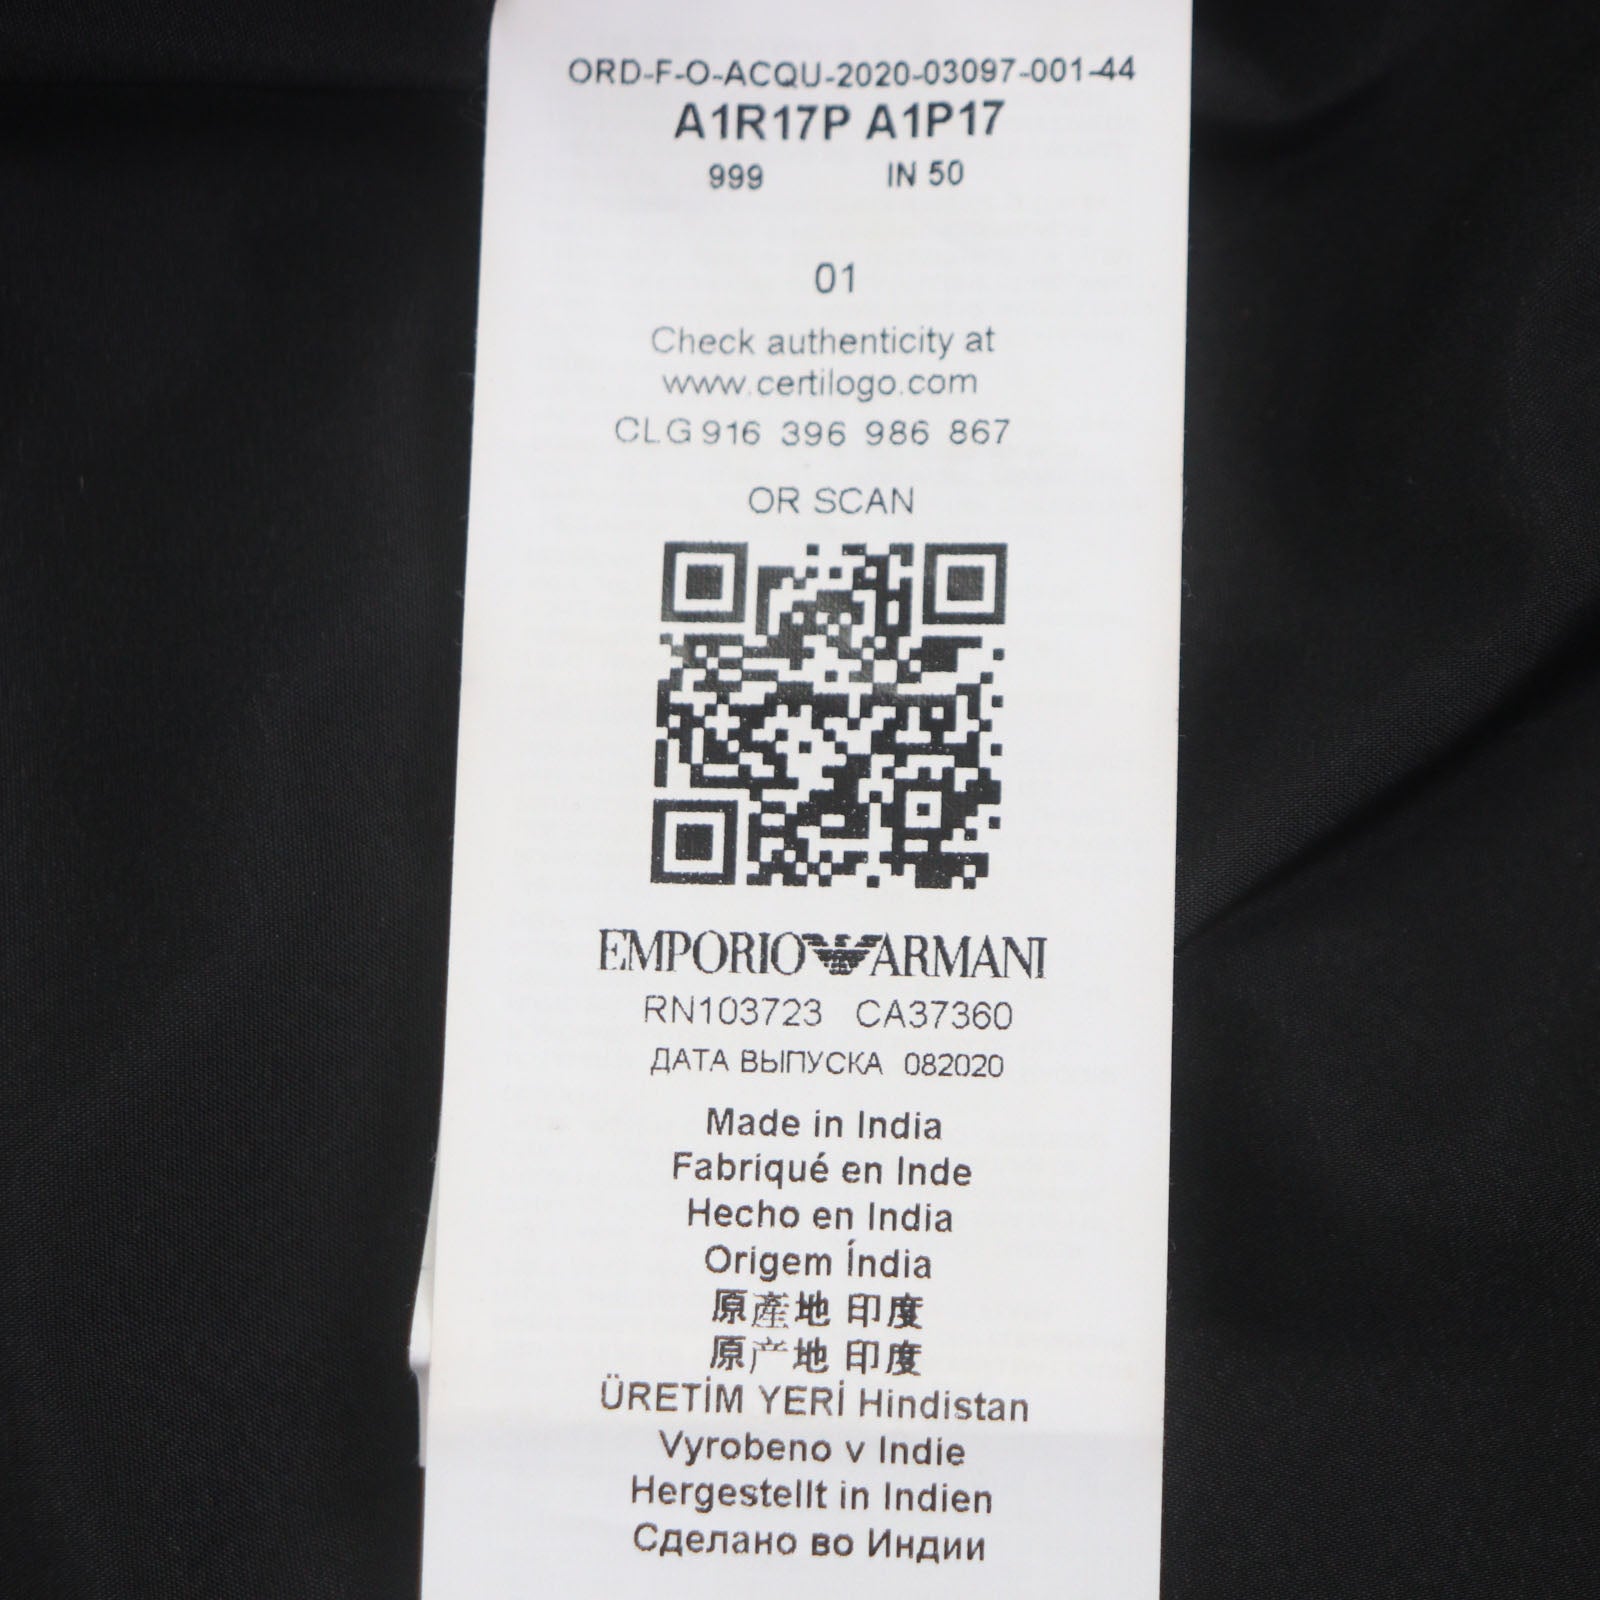 ORD-F-O-ACQU-2020-03097-001-44
A1R17P A1P17
999 IN 50
01
Check authenticity at
www.certilogo.com
CLG 916 396 986 867
OR SCAN
EMPORIO ARMANI
RN103723 CA37360
ДАТА ВЫПУСКА 082020
Made in India
Fabriqué en Inde
Hecho en India
Origem Índia
原產地 印度
原产地 印度
ÜRETİM YERİ Hindistan
Vyrobeno v Indie
Hergestellt in Indien
Сделано во Индии